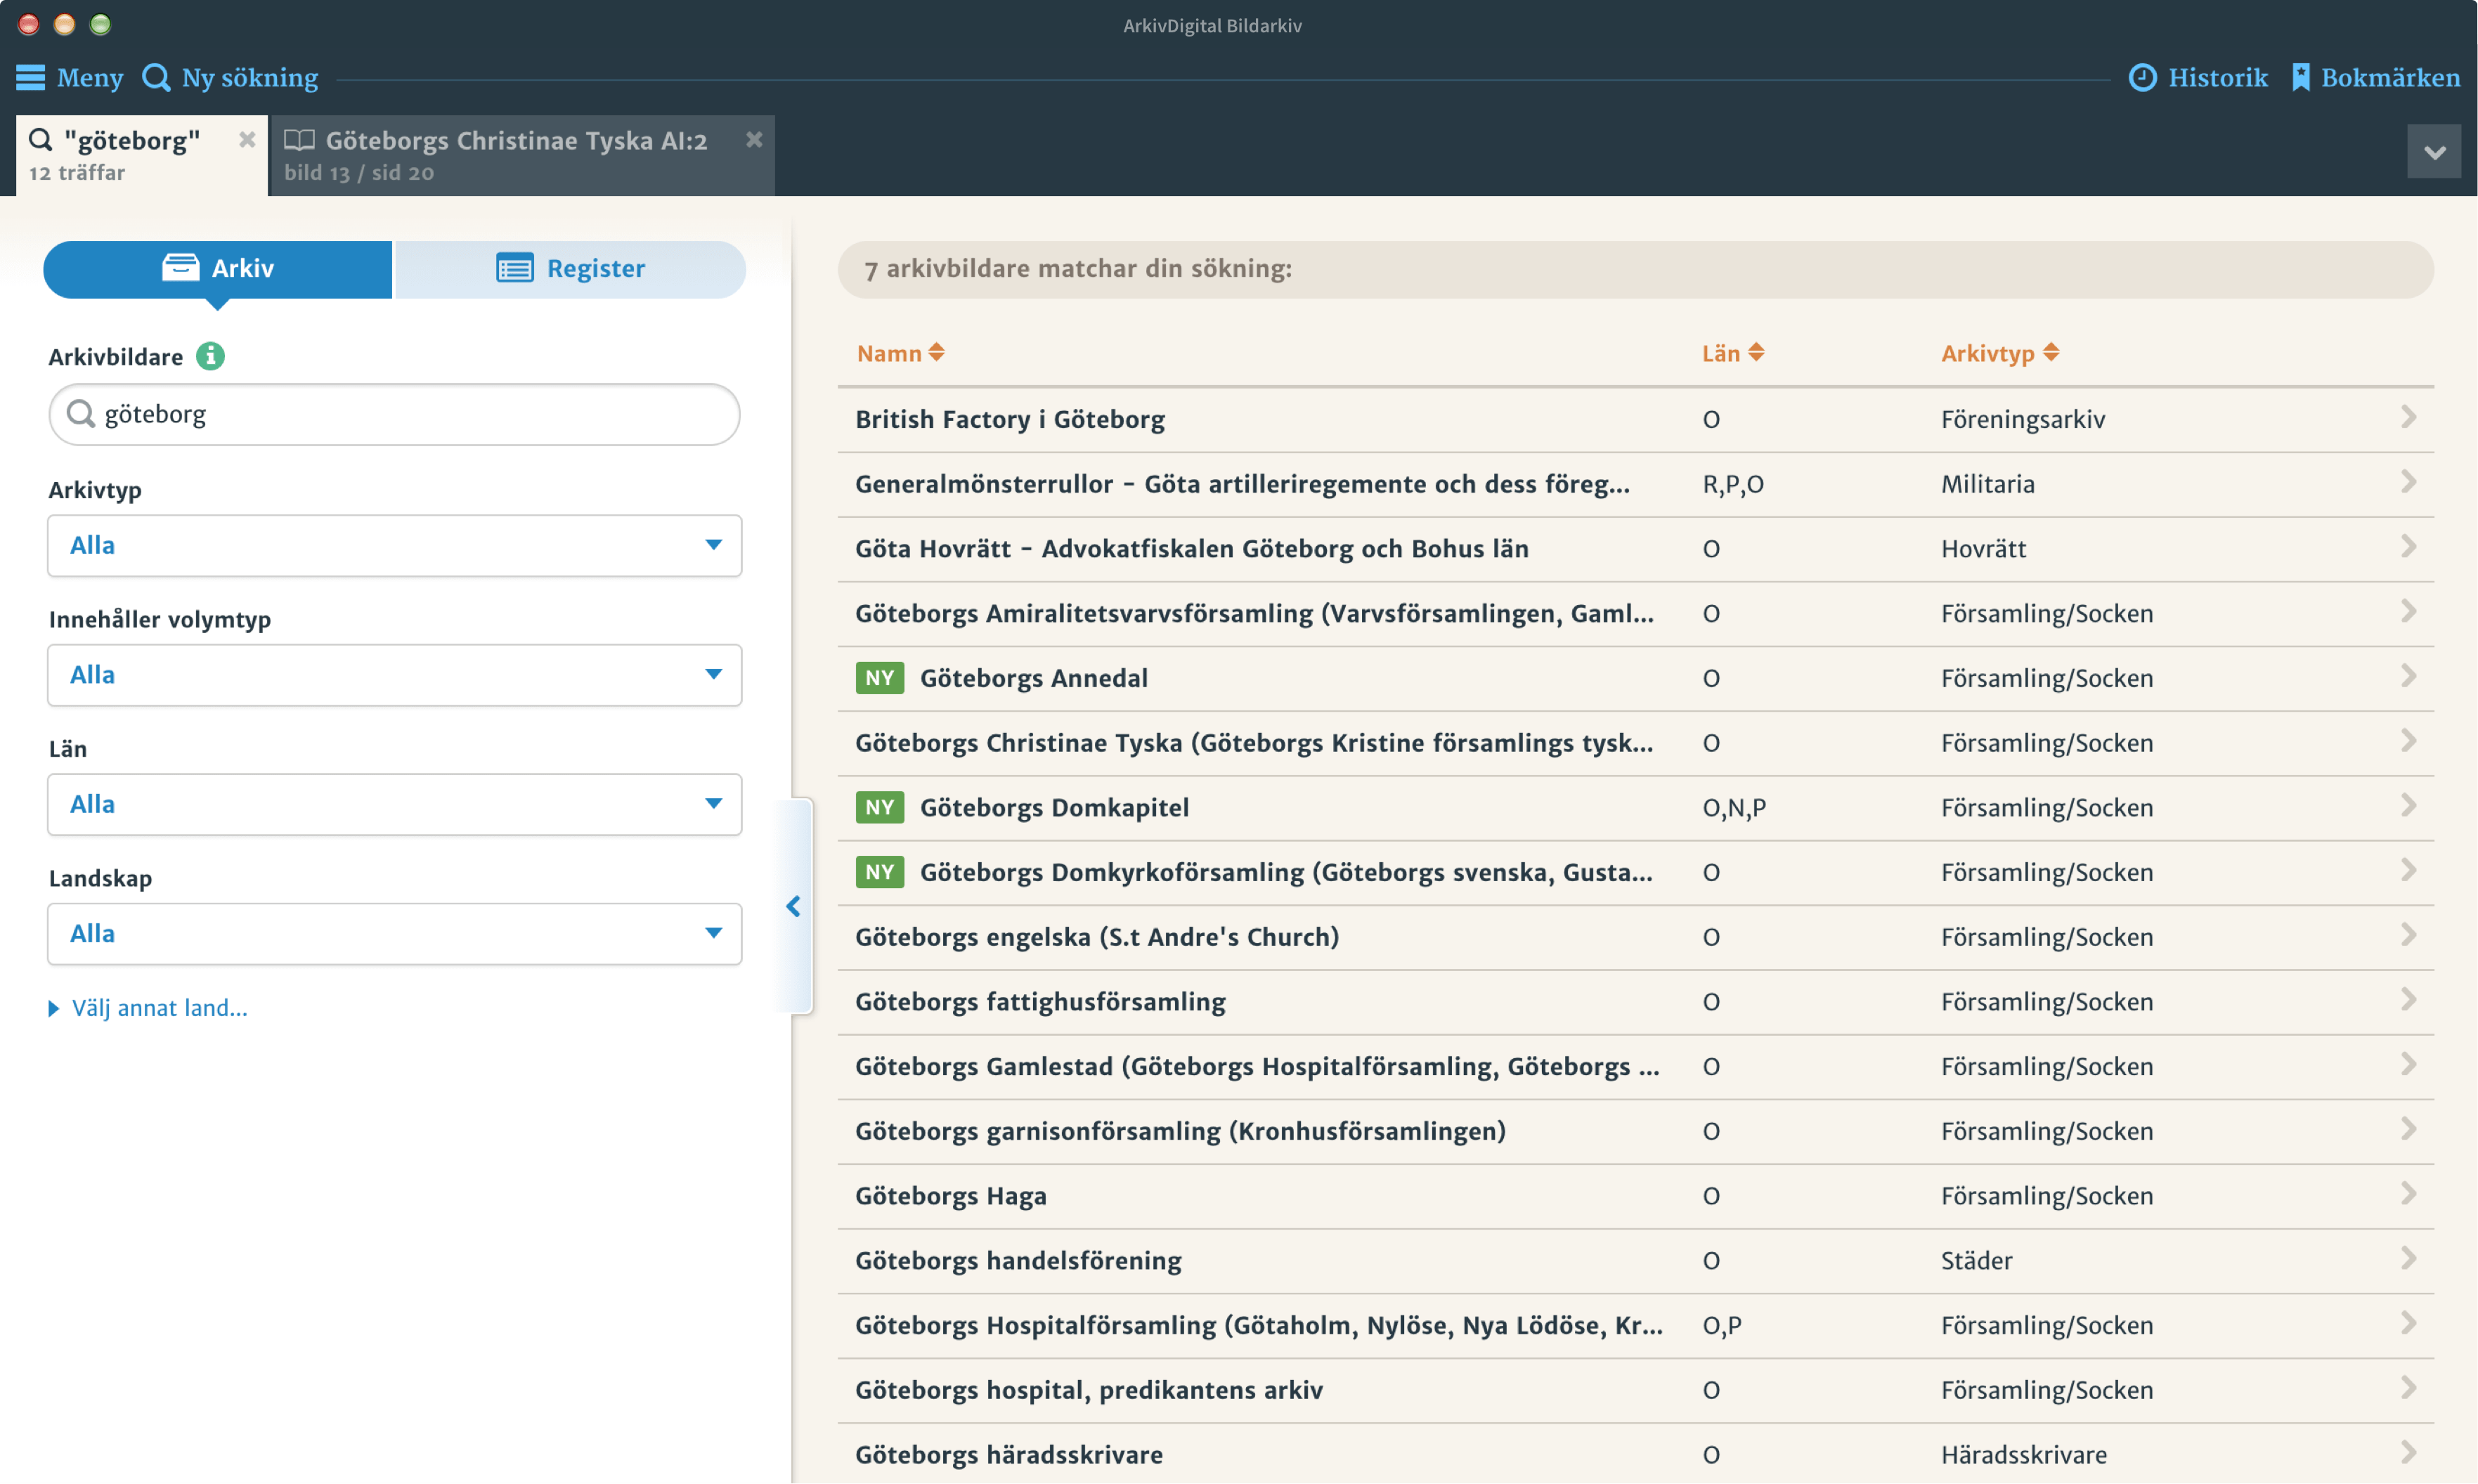 ArkivDigital Bildarkiv
Meny Ny sökning Historik Bokmärken
"göteborg"
12 träffar
Göteborgs Christinae Tyska AI:2
bild 13 / sid 20
Arkiv Register
Arkivbildare
göteborg
Arkivtyp
Alla
Innehåller volymtyp
Alla
Län
Alla
Landskap
Alla
Välj annat land...
7 arkivbildare matchar din sökning:
Namn Län Arkivtyp
British Factory i Göteborg O Föreningsarkiv
Generalmönsterrullor - Göta artilleriregemente och dess föreg... R,P,O Militaria
Göta Hovrätt - Advokatfiskalen Göteborg och Bohus län O Hovrätt
Göteborgs Amiralitetsvarvsförsamling (Varvsförsamlingen, Gaml... O Församling/Socken
NY Göteborgs Annedal O Församling/Socken
Göteborgs Christinae Tyska (Göteborgs Kristine församlings tysk... O Församling/Socken
NY Göteborgs Domkapitel O,N,P Församling/Socken
NY Göteborgs Domkyrkoförsamling (Göteborgs svenska, Gusta... O Församling/Socken
Göteborgs engelska (S.t Andre's Church) O Församling/Socken
Göteborgs fattighusförsamling O Församling/Socken
Göteborgs Gamlestad (Göteborgs Hospitalförsamling, Göteborgs ... O Församling/Socken
Göteborgs garnisonförsamling (Kronhusförsamlingen) O Församling/Socken
Göteborgs Haga O Församling/Socken
Göteborgs handelsförening O Städer
Göteborgs Hospitalförsamling (Götaholm, Nylöse, Nya Lödöse, Kr... O,P Församling/Socken
Göteborgs hospital, predikantens arkiv O Församling/Socken
Göteborgs häradsskrivare O Häradsskrivare